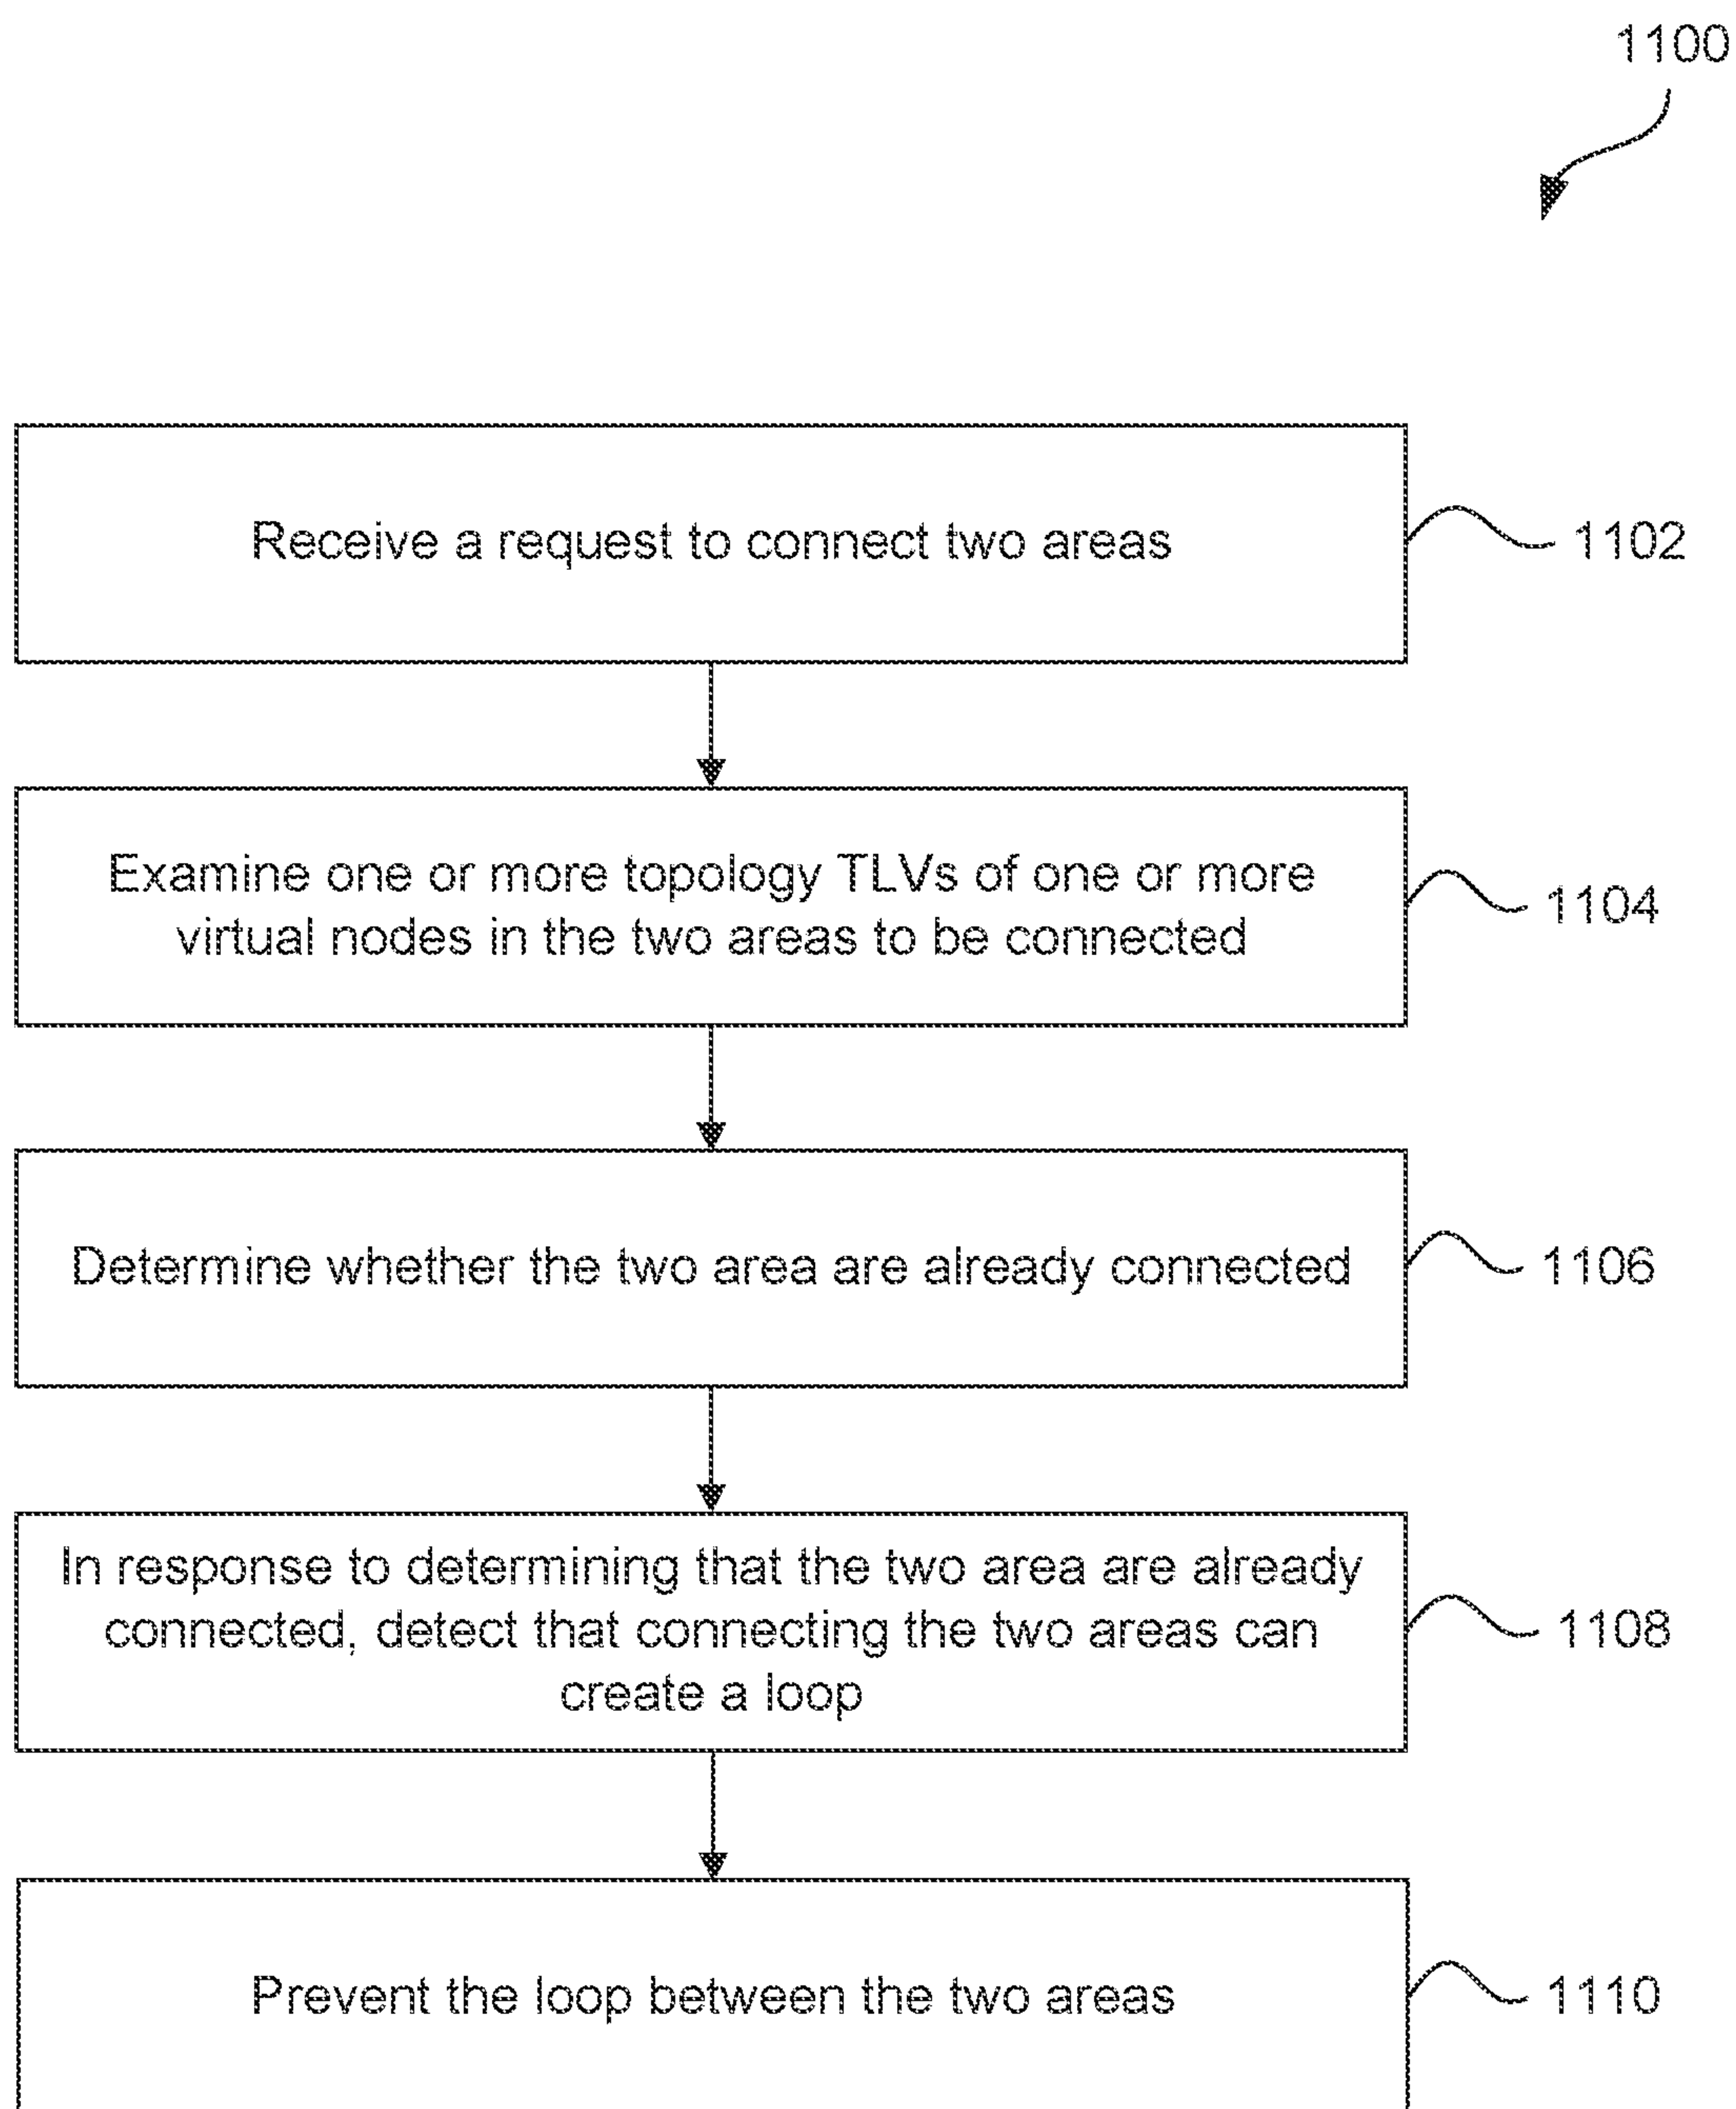 1100
Receive a request to connect two areas
1102
Examine one or more topology TLVs of one or more
virtual nodes in the two areas to be connected
1104
Determine whether the two area are already connected
1106
In response to determining that the two area are already
connected, detect that connecting the two areas can
create a loop
1108
Prevent the loop between the two areas
1110